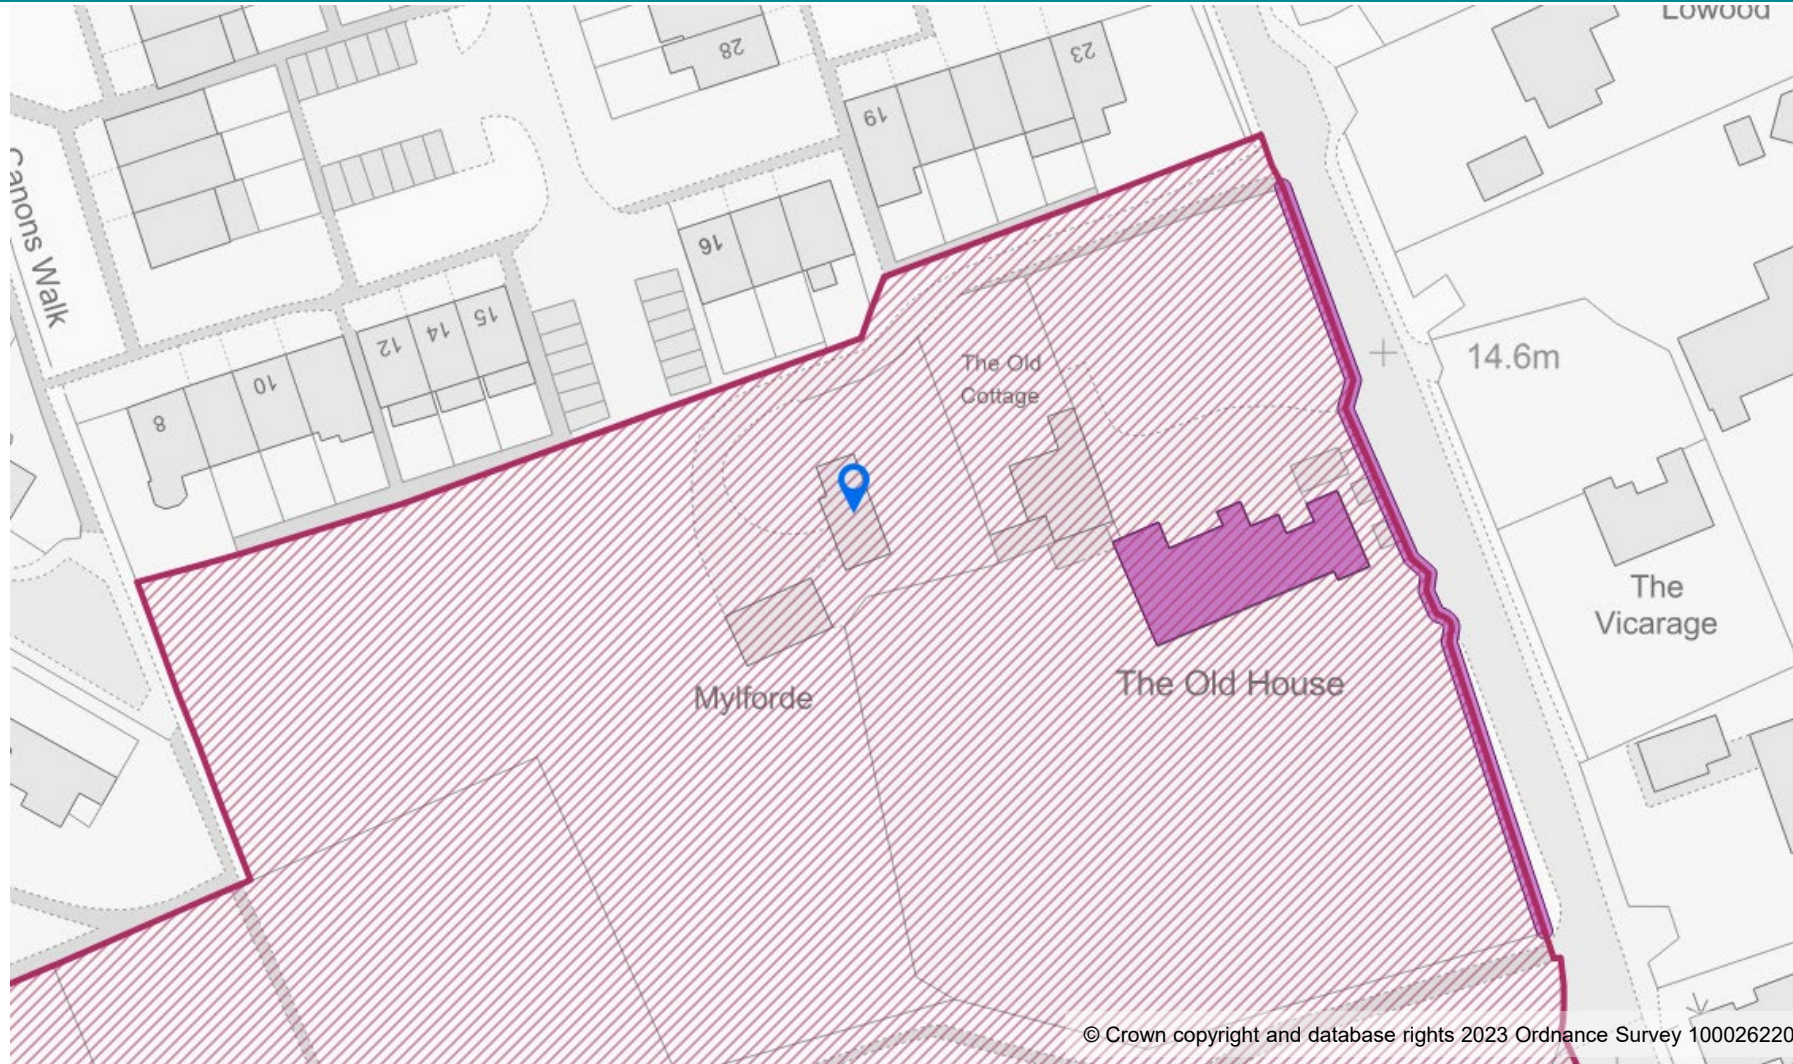 Lowood
28
23
19
Canons Walk
16
15
14
12
14.6m
The Old
Cottage
10
8
The
Vicarage
The Old House
Mylforde
© Crown copyright and database rights 2023 Ordnance Survey 100026220